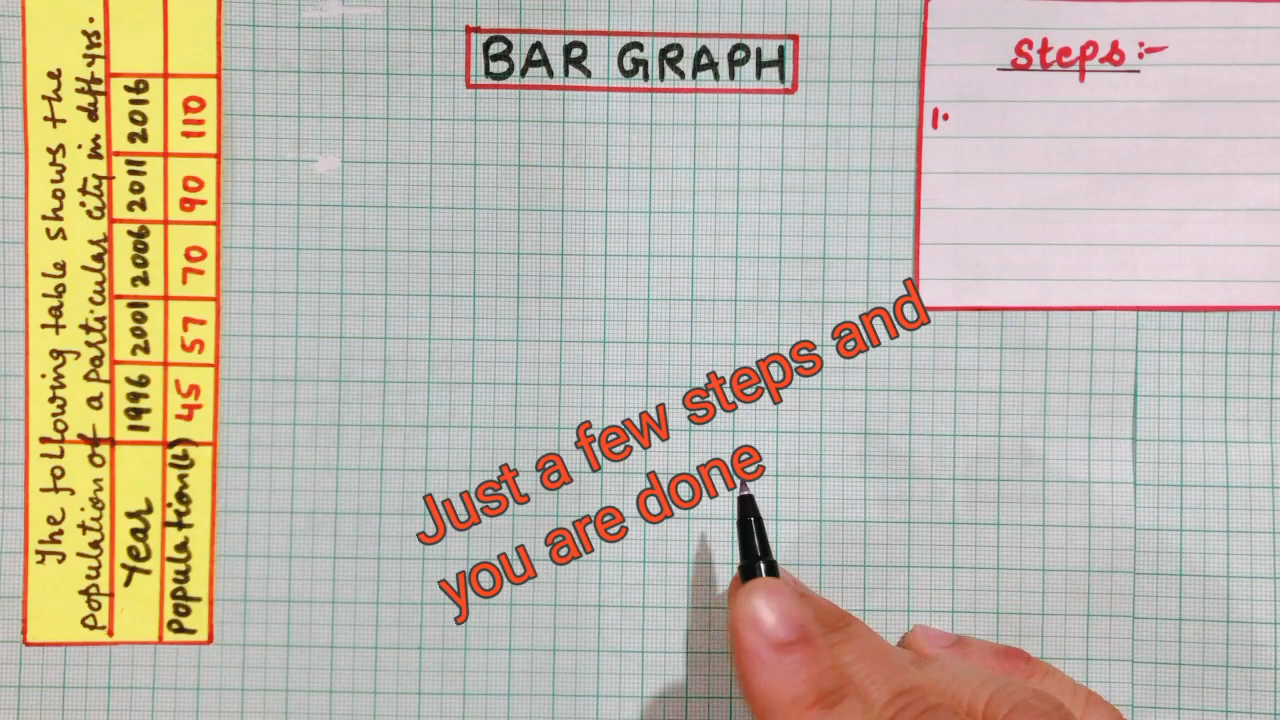 The following table shows the
population of a particular city in diff yrs.
Year 1996 2001 2006 2011 2016
Population(L) 45 57 70 90 110
BAR GRAPH
Steps:-
1.
Just a few steps and
you are done